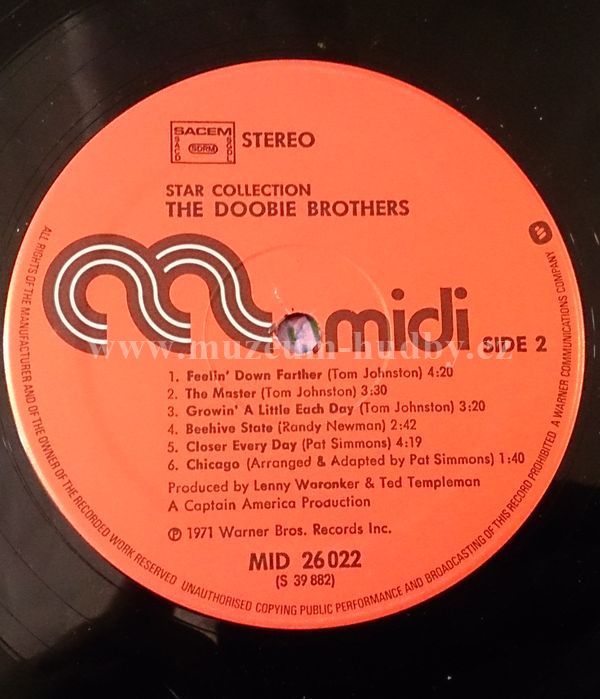 SACEM
SACD
SDRM
SGDL
STEREO
STAR COLLECTION
THE DOOBIE BROTHERS
midi
SIDE 2
www.muzeum-hudby.cz
1. Feelin' Down Farther (Tom Johnston) 4:20
2. The Master (Tom Johnston) 3:30
3. Growin' A Little Each Day (Tom Johnston) 3:20
4. Beehive State (Randy Newman) 2:42
5. Closer Every Day (Pat Simmons) 4:19
6. Chicago (Arranged & Adapted by Pat Simmons) 1:40
Produced by Lenny Waronker & Ted Templeman
A Captain America Production
℗ 1971 Warner Bros. Records Inc.
MID 26 022
(S 39 882)
ALL RIGHTS OF THE MANUFACTURER AND OF THE OWNER OF THE RECORDED WORK RESERVED UNAUTHORISED COPYING PUBLIC PERFORMANCE AND BROADCASTING OF THIS RECORD PROHIBITED A WARNER COMMUNICATIONS COMPANY